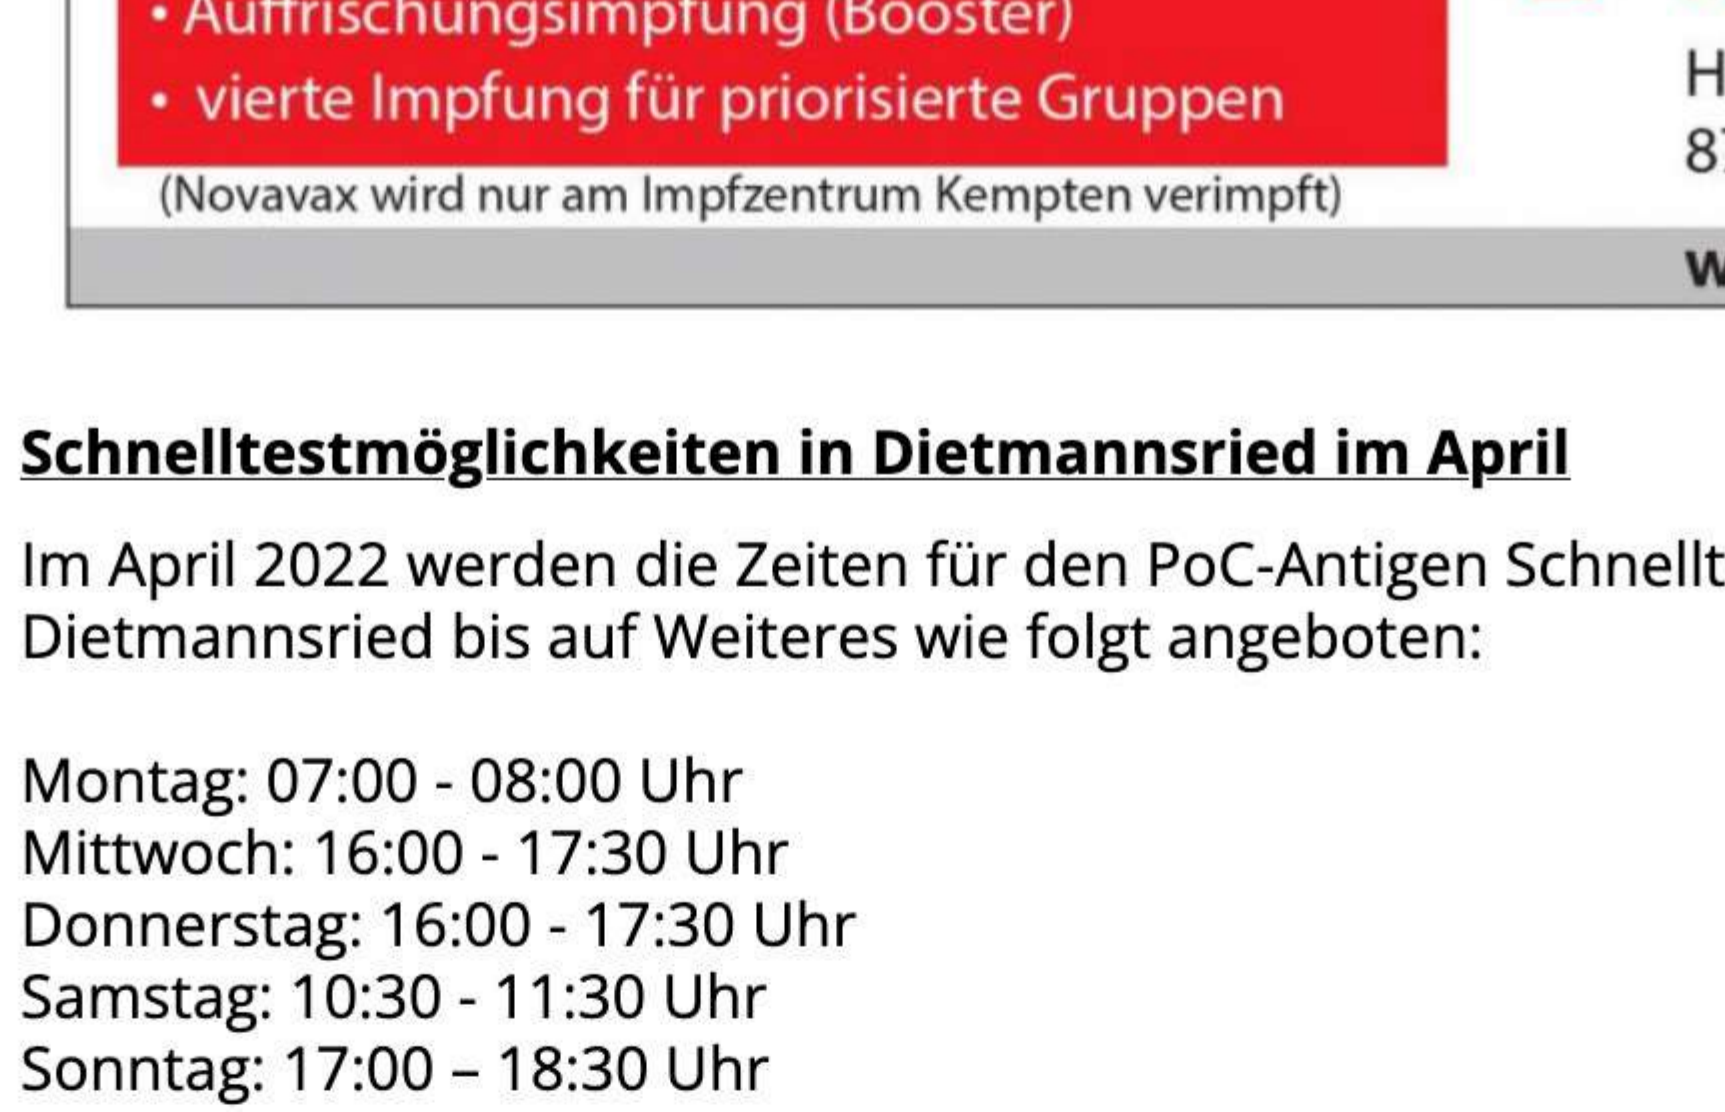 • Auffrischungsimpfung (Booster)
• vierte Impfung für priorisierte Gruppen
(Novavax wird nur am Impfzentrum Kempten verimpft)
H
87
W
Schnelltestmöglichkeiten in Dietmannsried im April
Im April 2022 werden die Zeiten für den PoC-Antigen Schnellt
Dietmannsried bis auf Weiteres wie folgt angeboten:
Montag: 07:00 - 08:00 Uhr
Mittwoch: 16:00 - 17:30 Uhr
Donnerstag: 16:00 - 17:30 Uhr
Samstag: 10:30 - 11:30 Uhr
Sonntag: 17:00 – 18:30 Uhr